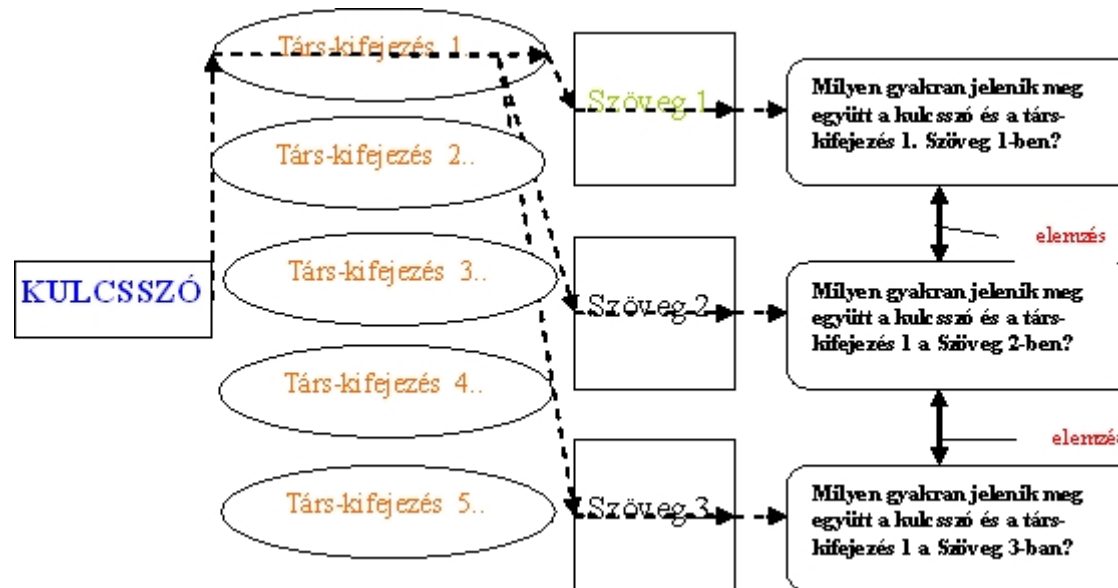 Társ-kifejezés 1..
Szöveg 1
Milyen gyakran jelenik meg
együtt a kulcsszó és a társ-
kifejezés 1. Szöveg 1-ben?
Társ-kifejezés 2..
elemzés
KULCSSZÓ
Társ-kifejezés 3..
Szöveg 2
Milyen gyakran jelenik meg
együtt a kulcsszó és a társ-
kifejezés 1 a Szöveg 2-ben?
Társ-kifejezés 4..
elemzés
Társ-kifejezés 5..
Szöveg 3
Milyen gyakran jelenik meg
együtt a kulcsszó és a társ-
kifejezés 1 a Szöveg 3-ban?